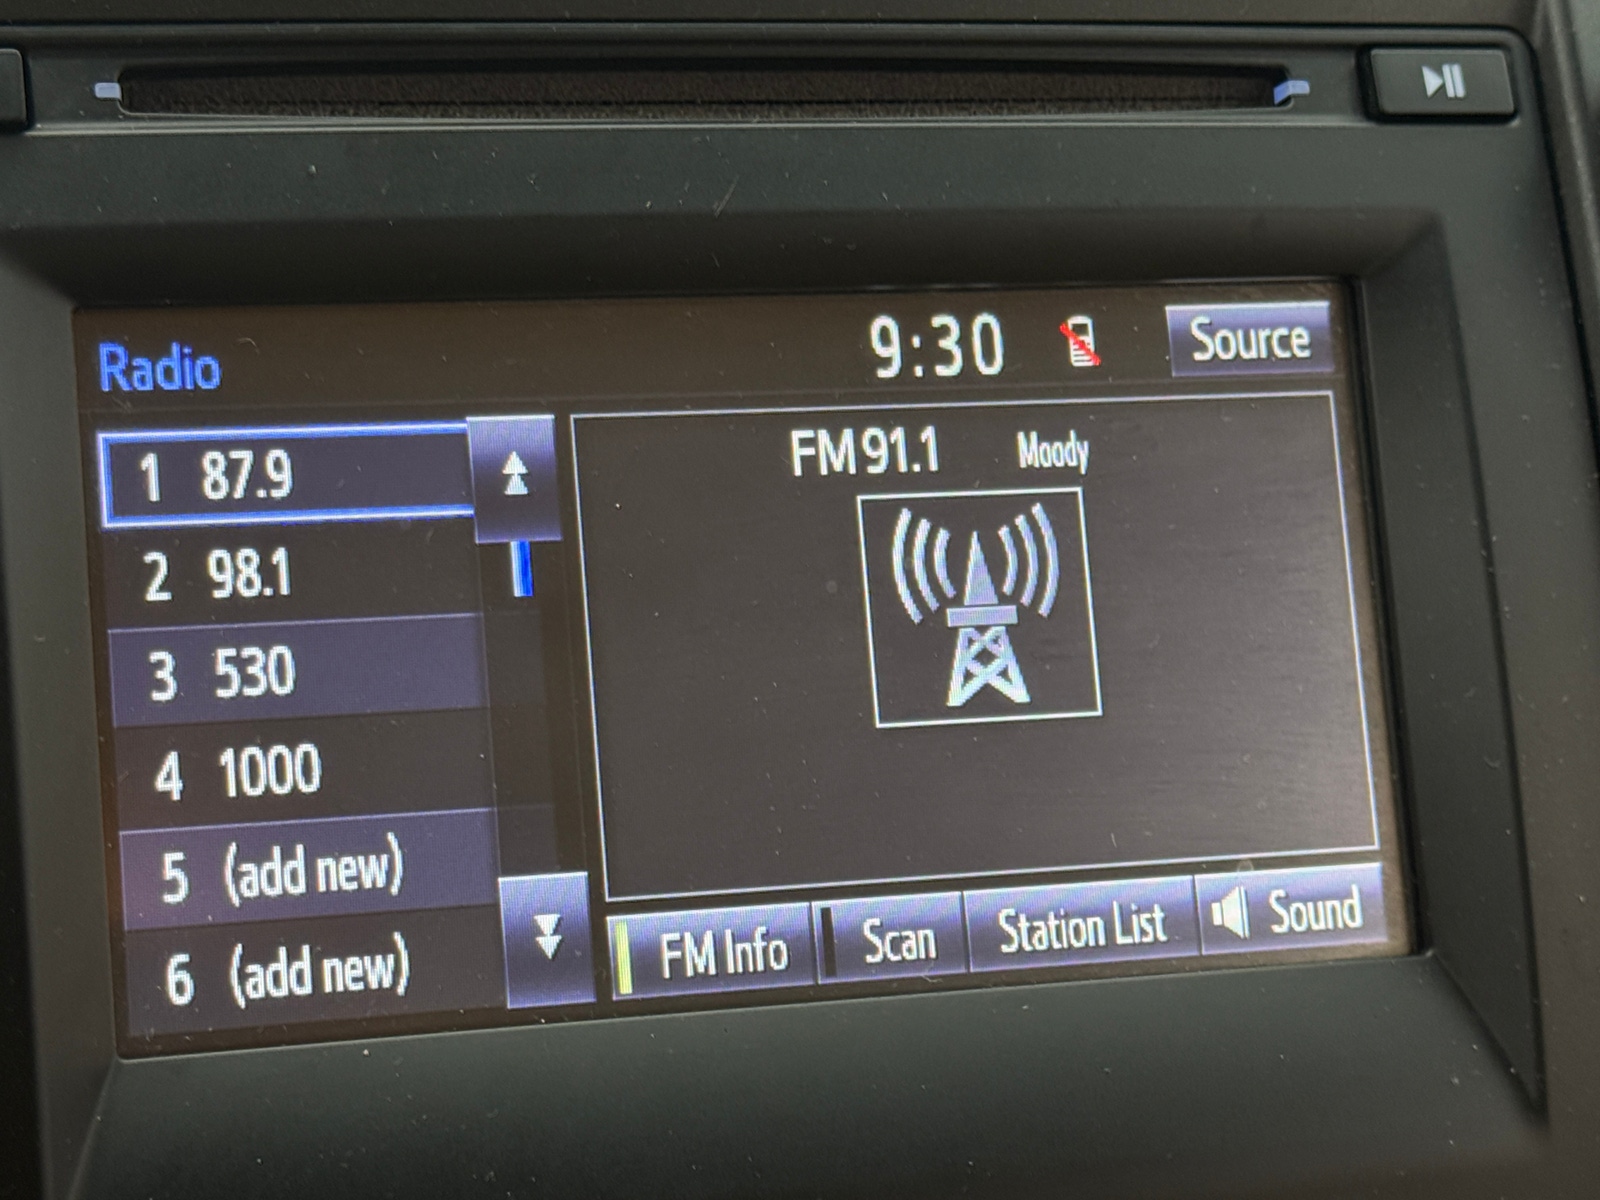 Radio
9:30
Source
1 87.9
2 98.1
3 530
4 1000
5 (add new)
6 (add new)
FM 91.1 Moody
FM Info
Scan
Station List
Sound